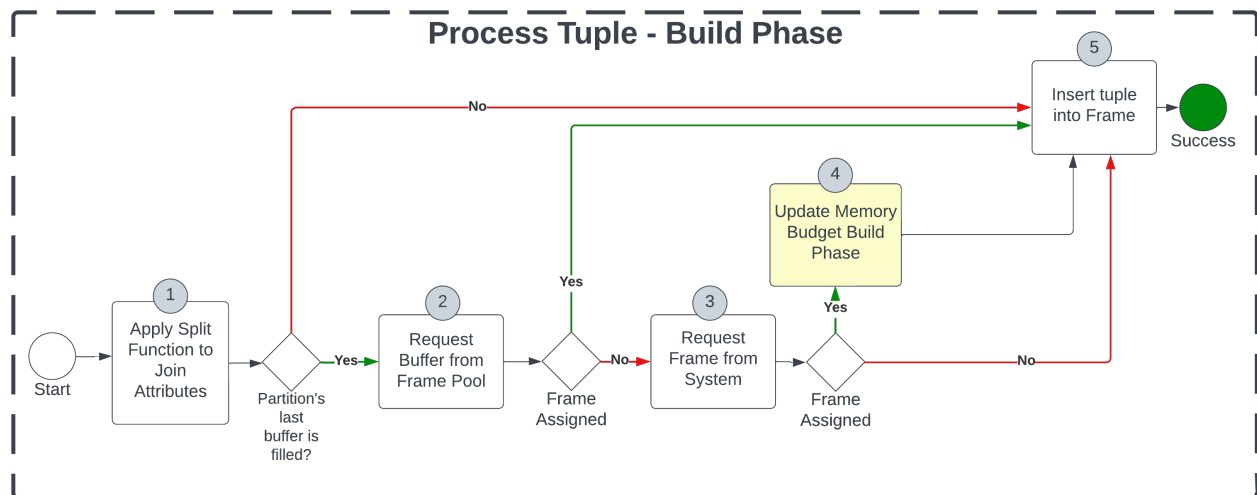 Process Tuple - Build Phase
5
Insert tuple
into Frame
Success
No
4
Update Memory
Budget Build
Phase
Yes
1
Apply Split
Function to
Join
Attributes
2
Request
Buffer from
Frame Pool
3
Request
Frame from
System
Yes
Start
Yes
No
No
Partition's
last
buffer is
filled?
Frame
Assigned
Frame
Assigned